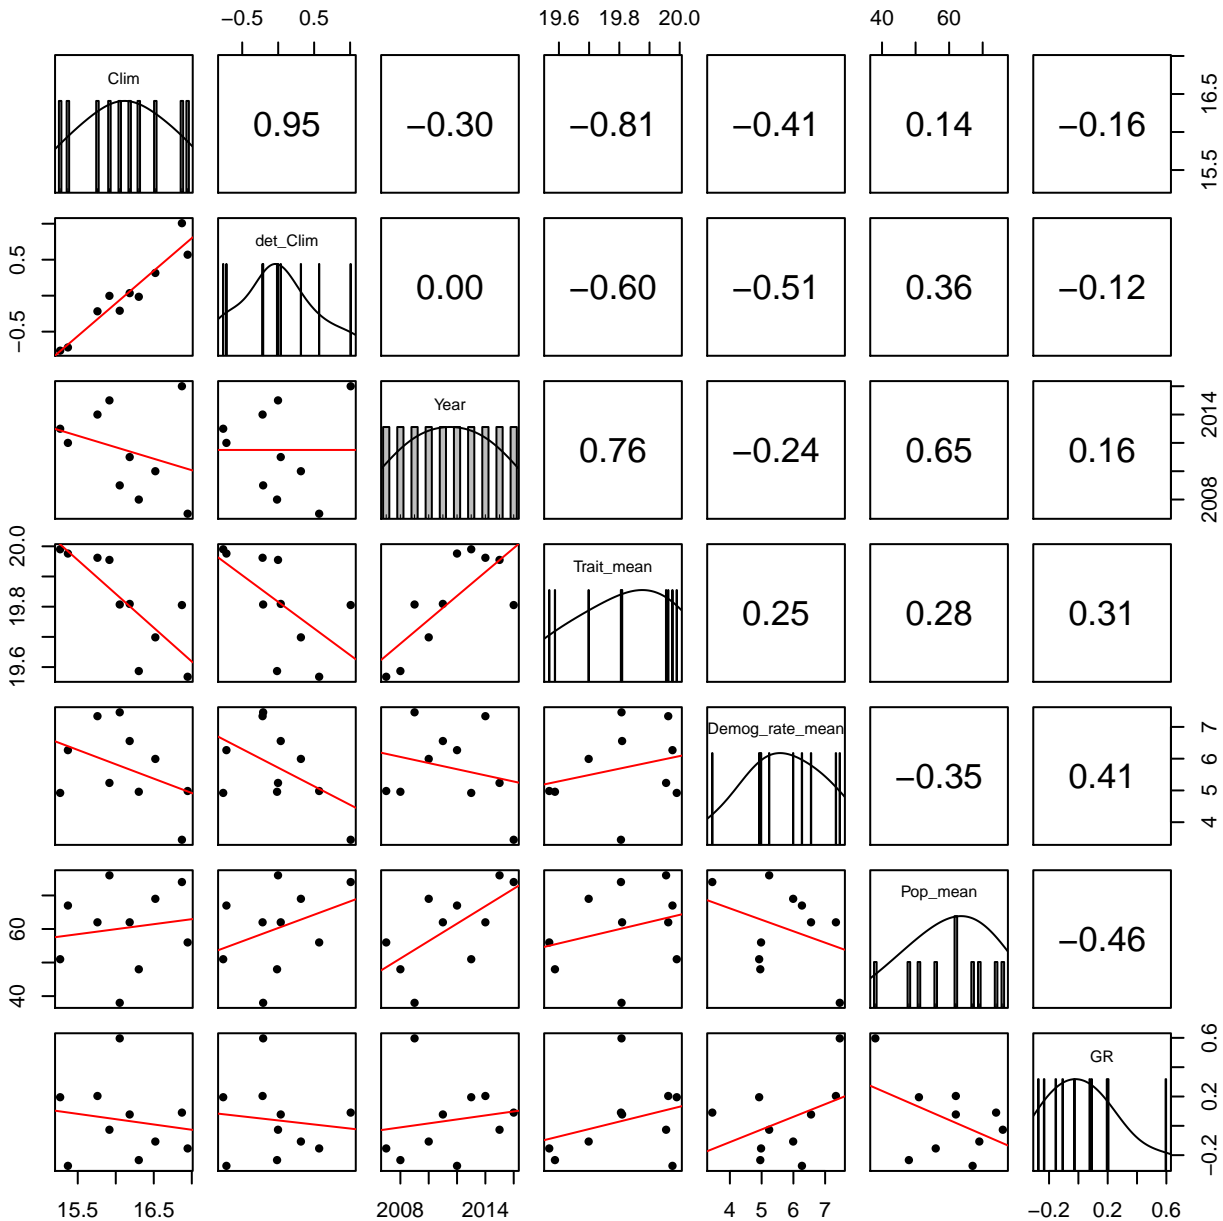 −0.5 0.5 19.6 19.8 20.0 40 60
Clim 0.95 −0.30 −0.81 −0.41 0.14 −0.16 15.5 16.5
−0.5 0.5 det_Clim 0.00 −0.60 −0.51 0.36 −0.12
Year 0.76 −0.24 0.65 0.16 2008 2014
19.6 19.8 20.0 Trait_mean 0.25 0.28 0.31
Demog_rate_mean −0.35 0.41 4 5 6 7
40 60 Pop_mean −0.46
GR −0.2 0.2 0.6
15.5 16.5 2008 2014 4 5 6 7 −0.2 0.2 0.6